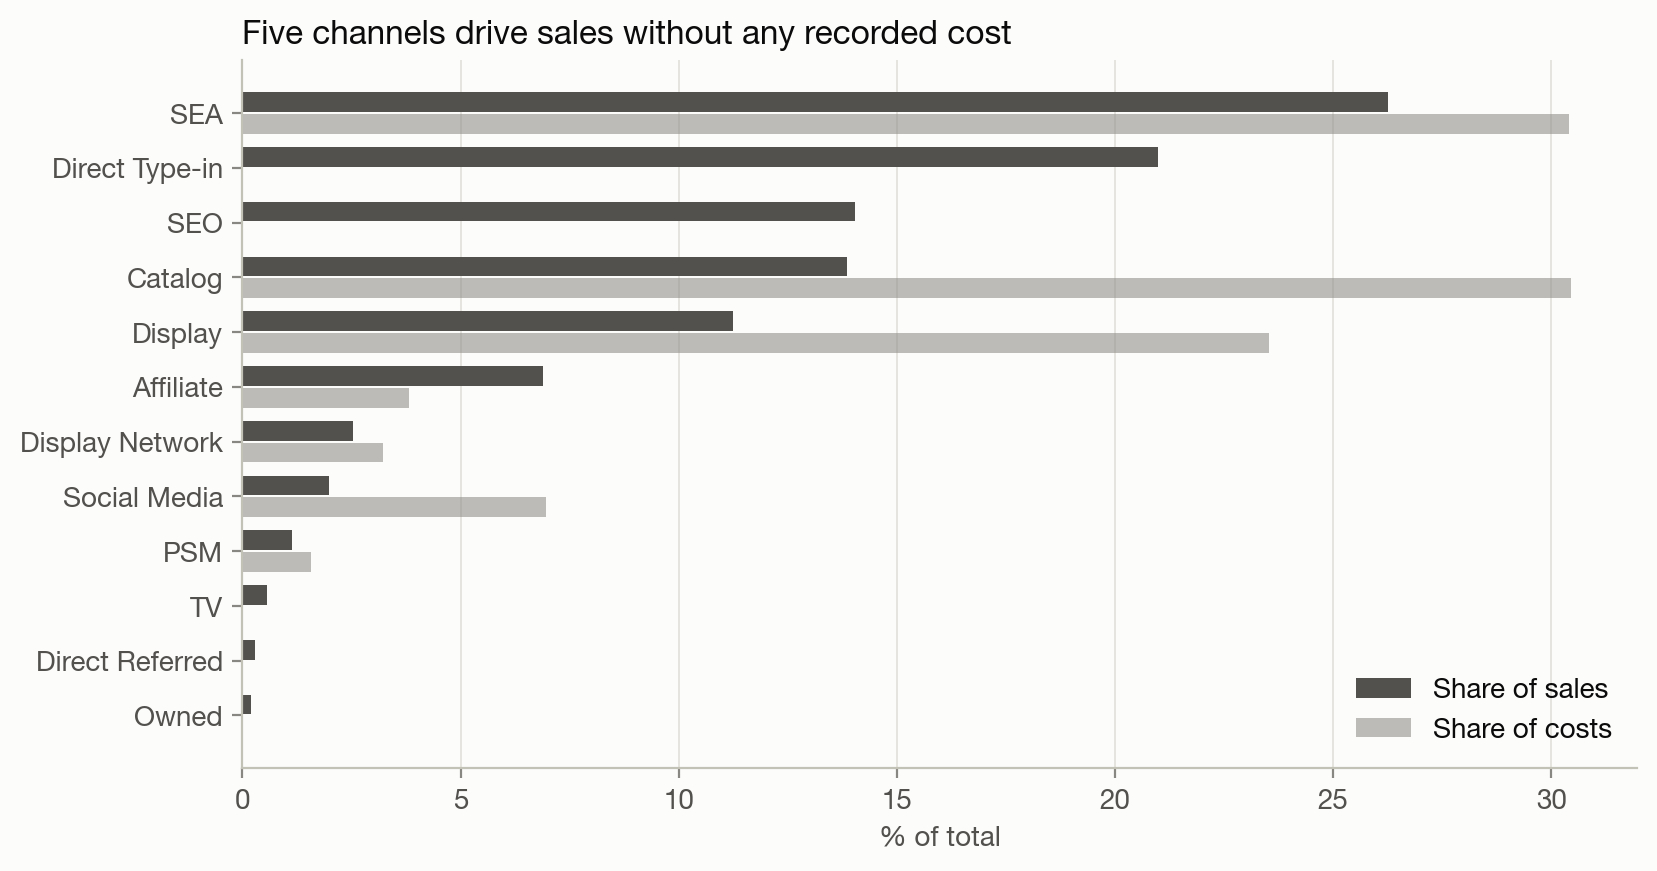 Five channels drive sales without any recorded cost
SEA
Direct Type-in
SEO
Catalog
Display
Affiliate
Display Network
Social Media
PSM
TV
Direct Referred
Owned
Share of sales
Share of costs
0 5 10 15 20 25 30
% of total